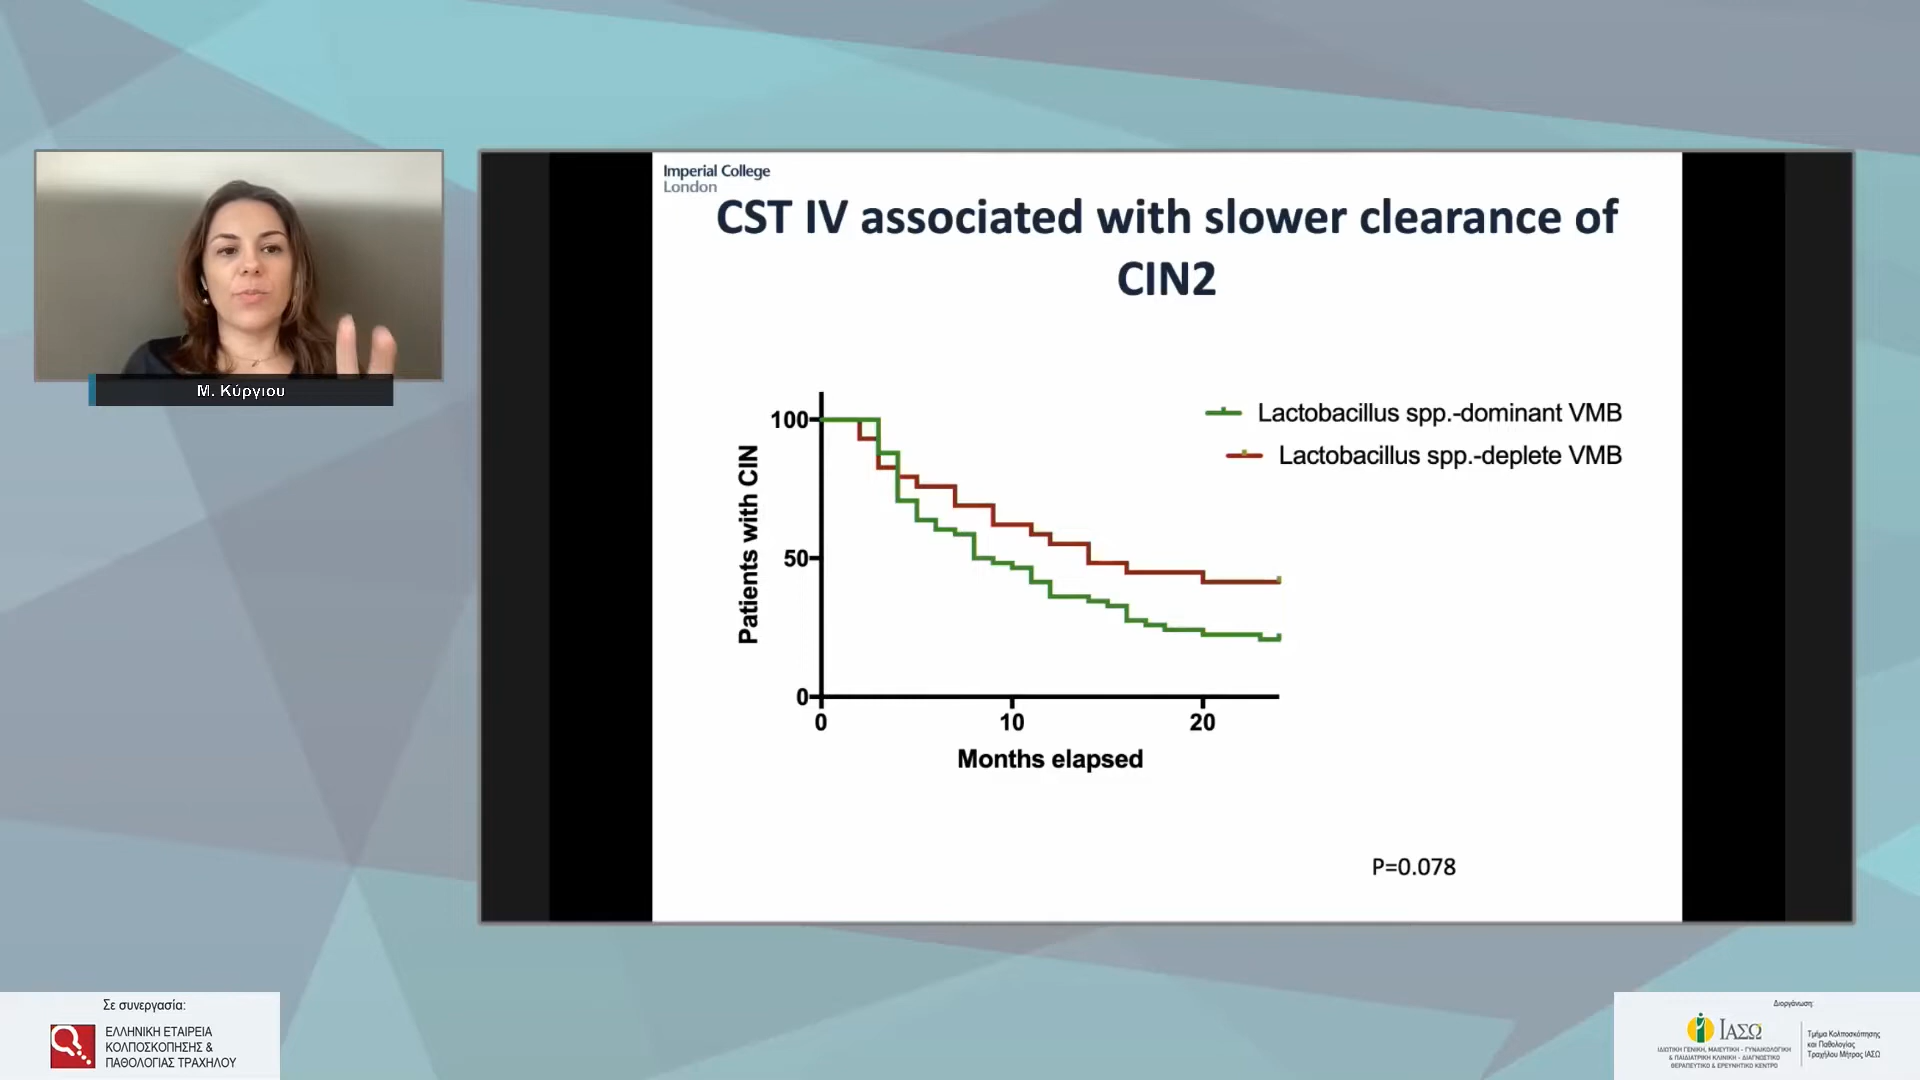 Imperial College
London
CST IV associated with slower clearance of
CIN2
Lactobacillus spp.-dominant VMB
Lactobacillus spp.-deplete VMB
Patients with CIN
100
50
0
0
10
20
Months elapsed
P=0.078
Μ. Κύργιου
Σε συνεργασία:
ΕΛΛΗΝΙΚΗ ΕΤΑΙΡΕΙΑ
ΚΟΛΠΟΣΚΟΠΗΣΗΣ &
ΠΑΘΟΛΟΓΙΑΣ ΤΡΑΧΗΛΟΥ
Διοργάνωση:
ΙΑΣΩ
ΙΔΙΩΤΙΚΗ ΓΕΝΙΚΗ, ΜΑΙΕΥΤΙΚΗ - ΓΥΝΑΙΚΟΛΟΓΙΚΗ
& ΠΑΙΔΙΑΤΡΙΚΗ ΚΛΙΝΙΚΗ - ΔΙΑΓΝΩΣΤΙΚΟ
ΘΕΡΑΠΕΥΤΙΚΟ & ΕΡΕΥΝΗΤΙΚΟ ΚΕΝΤΡΟ
Τμήμα Κολποσκόπησης
και Παθολογίας
Τραχήλου Μήτρας ΙΑΣΩ